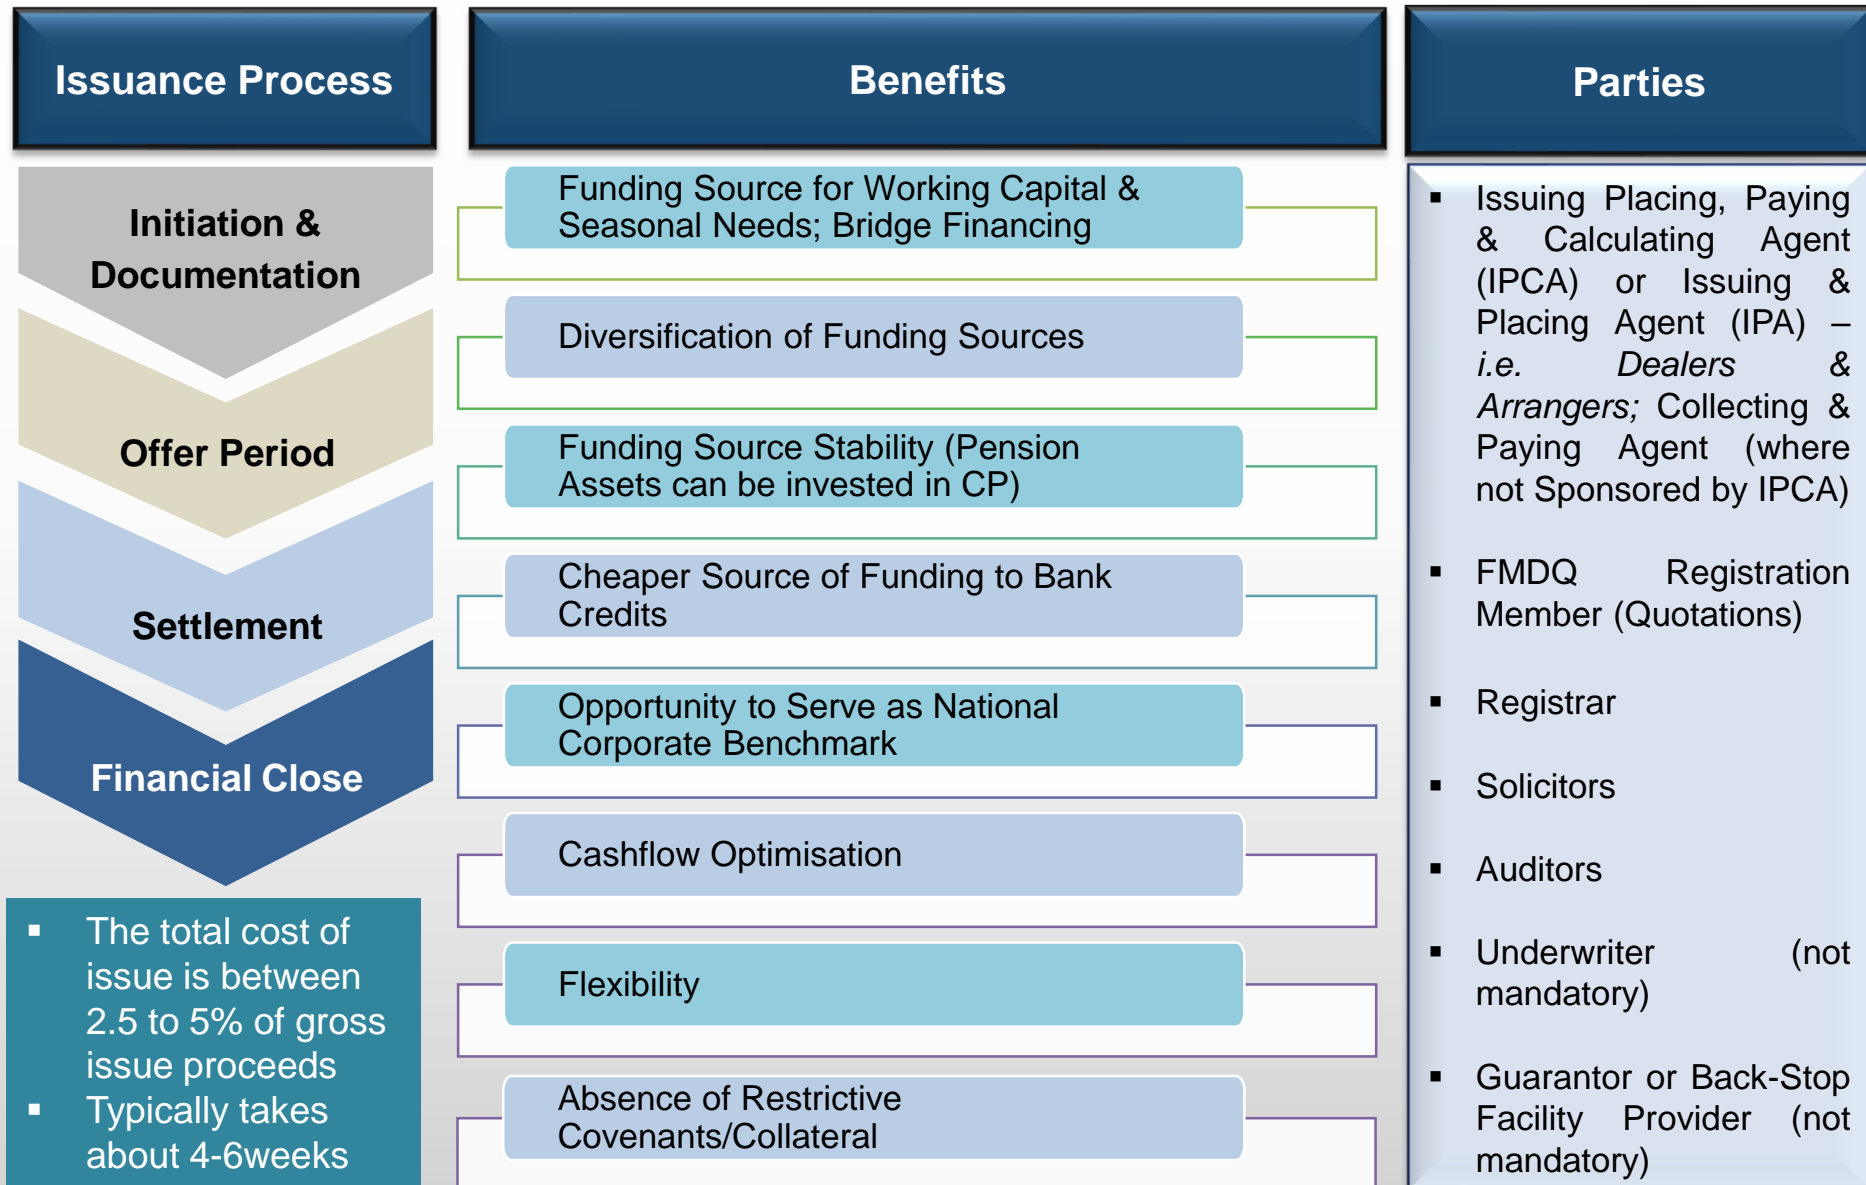 Issuance Process
Initiation &
Documentation
Offer Period
Settlement
Financial Close
▪ The total cost of
issue is between
2.5 to 5% of gross
issue proceeds
▪ Typically takes
about 4-6weeks
Benefits
Funding Source for Working Capital &
Seasonal Needs; Bridge Financing
Diversification of Funding Sources
Funding Source Stability (Pension
Assets can be invested in CP)
Cheaper Source of Funding to Bank
Credits
Opportunity to Serve as National
Corporate Benchmark
Cashflow Optimisation
Flexibility
Absence of Restrictive
Covenants/Collateral
Parties
▪ Issuing Placing, Paying
& Calculating Agent
(IPCA) or Issuing &
Placing Agent (IPA) –
i.e. Dealers &
Arrangers; Collecting &
Paying Agent (where
not Sponsored by IPCA)
▪ FMDQ Registration
Member (Quotations)
▪ Registrar
▪ Solicitors
▪ Auditors
▪ Underwriter (not
mandatory)
▪ Guarantor or Back-Stop
Facility Provider (not
mandatory)